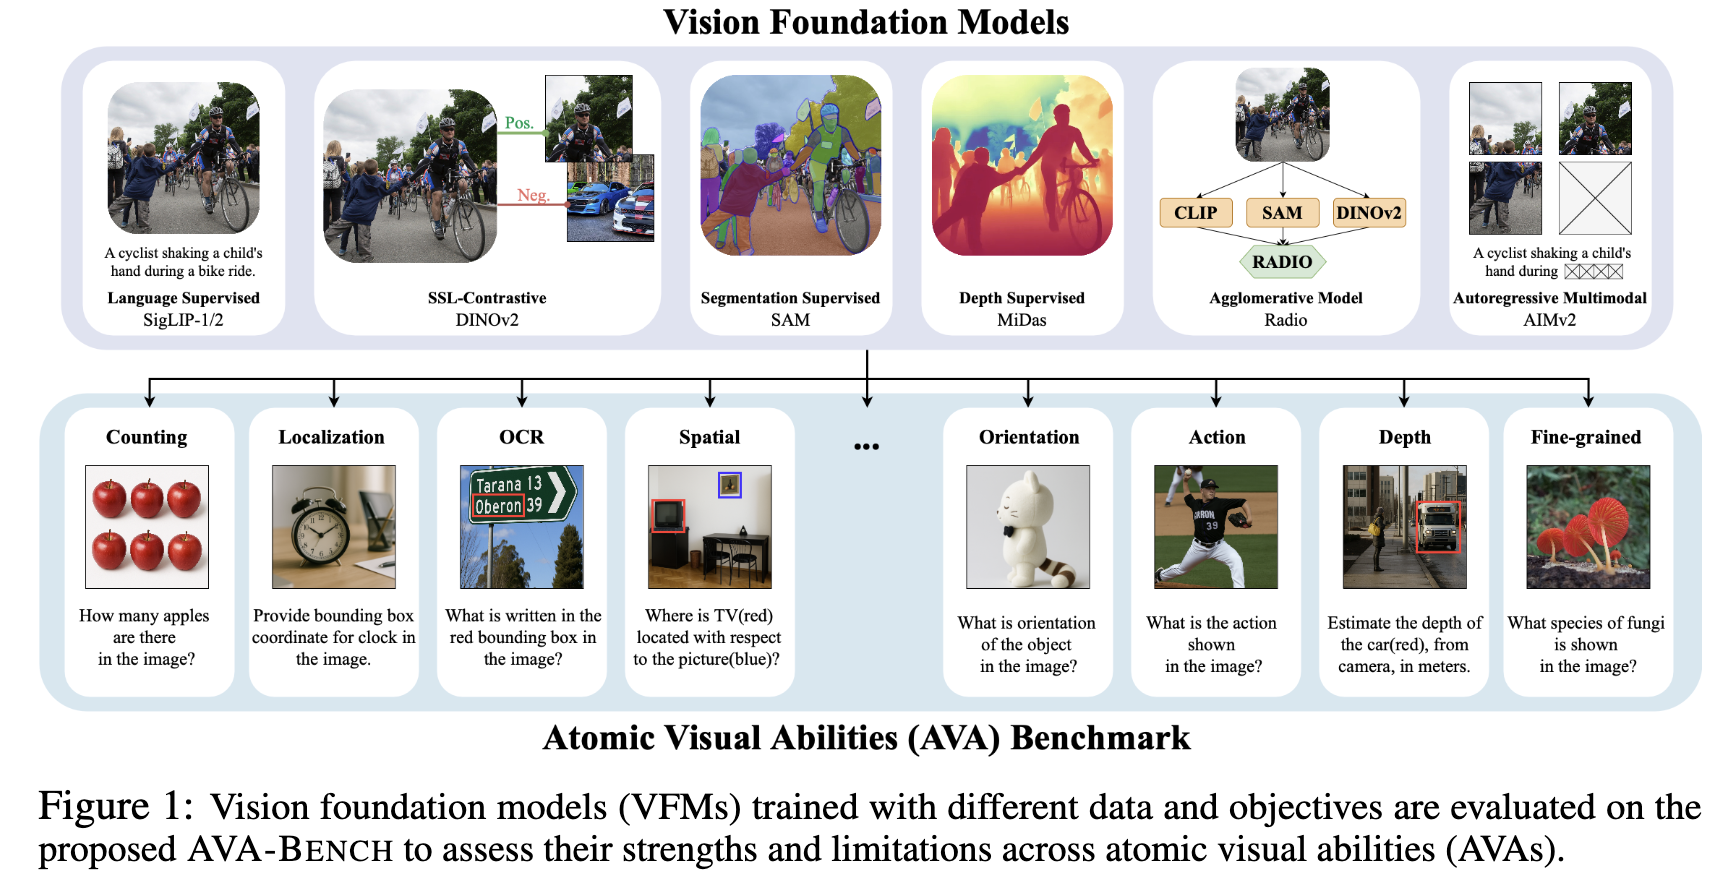 Vision Foundation Models
Pos.
Neg.
CLIP SAM DINOv2
RADIO
A cyclist shaking a child's
hand during a bike ride.
Language Supervised
SigLIP-1/2
SSL-Contrastive
DINOv2
Segmentation Supervised
SAM
Depth Supervised
MiDas
Agglomerative Model
Radio
A cyclist shaking a child's
hand during
Autoregressive Multimodal
AIMv2
Counting
How many apples
are there
in the image?
Localization
Provide bounding box
coordinate for clock in
the image.
OCR
Tarana 13
Oberon 39
What is written in the
red bounding box in
the image?
Spatial
Where is TV(red)
located with respect
to the picture(blue)?
...
Orientation
What is orientation
of the object
in the image?
Action
39
What is the action
shown
in the image?
Depth
Estimate the depth of
the car(red), from
camera, in meters.
Fine-grained
What species of fungi
is shown
in the image?
Atomic Visual Abilities (AVA) Benchmark
Figure 1: Vision foundation models (VFMs) trained with different data and objectives are evaluated on the
proposed AVA-BENCH to assess their strengths and limitations across atomic visual abilities (AVAs).